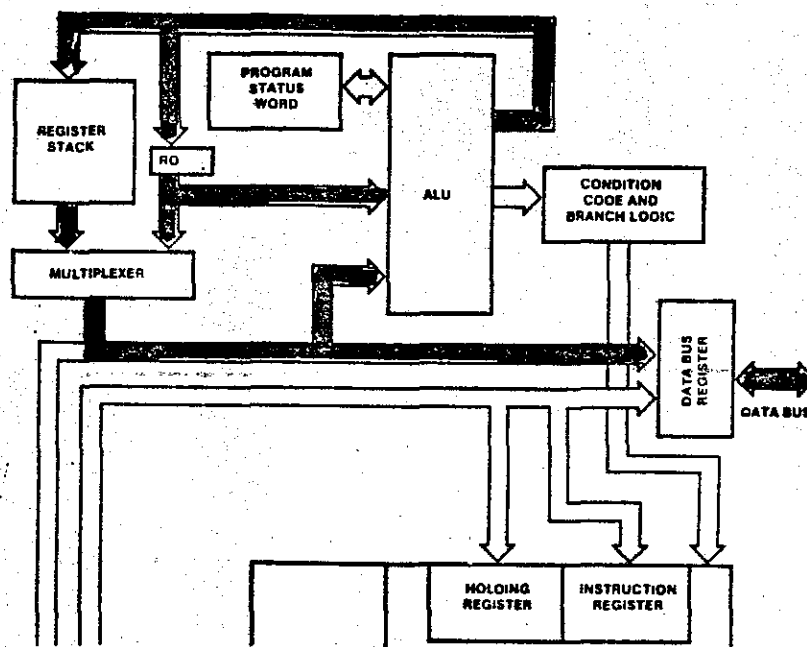 PROGRAM
STATUS
WORD
REGISTER
STACK
RO
ALU
CONDITION
CODE AND
BRANCH LOGIC
MULTIPLEXER
DATA BUS
REGISTER
DATA BUS
HOLDING
REGISTER
INSTRUCTION
REGISTER